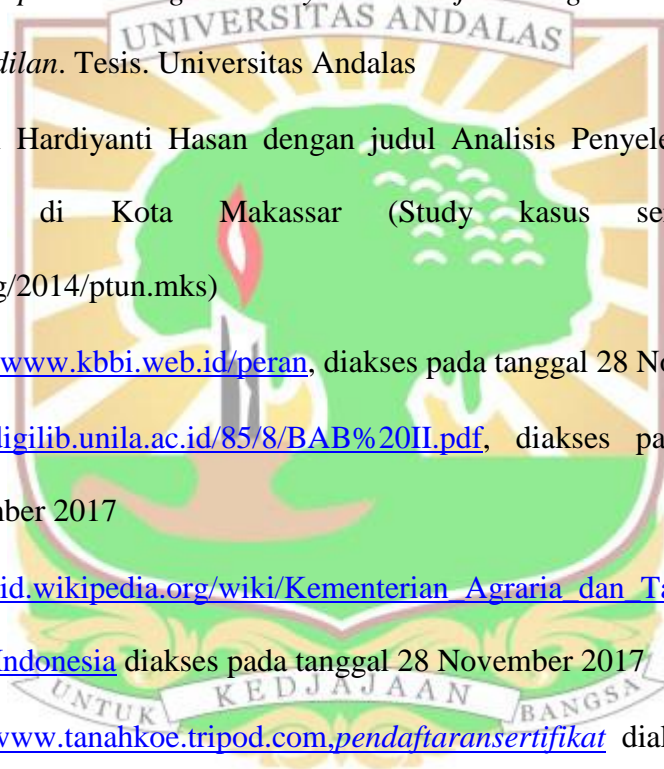 UNIVERSITAS ANDALAS
dilan. Tesis. Universitas Andalas
Hardiyanti Hasan dengan judul Analisis Penyele
di Kota Makassar (Study kasus se
g/2014/ptun.mks)
www.kbbi.web.id/peran, diakses pada tanggal 28 No
digilib.unila.ac.id/85/8/BAB%20II.pdf, diakses pa
ber 2017
id.wikipedia.org/wiki/Kementerian_Agraria_dan_Ta
Indonesia diakses pada tanggal 28 November 2017
UNTUK KEDJAJAAN BANGSA
www.tanahkoe.tripod.com,pendaftaransertifikat dial